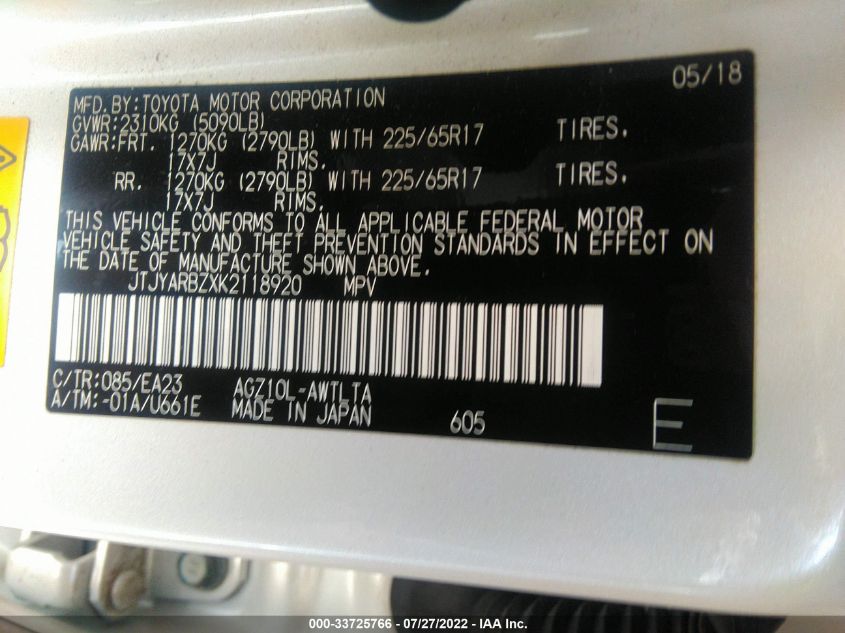 05/18
MFD.BY:TOYOTA MOTOR CORPORATION
GVWR:2310KG (5090LB)
GAWR:FRT. 1270KG (2790LB) WITH 225/65R17 TIRES,
17X7J RIMS,
RR. 1270KG (2790LB) WITH 225/65R17 TIRES,
17X7J RIMS,
THIS VEHICLE CONFORMS TO ALL APPLICABLE FEDERAL MOTOR
VEHICLE SAFETY AND THEFT PREVENTION STANDARDS IN EFFECT ON
THE DATE OF MANUFACTURE SHOWN ABOVE.
JTJYARBZXK2118920 MPV
C/TR:085/EA23 AGZ10L-AWTLTA
A/TM:-01A/U661E MADE IN JAPAN 605 E
000-33725766 - 07/27/2022 - IAA Inc.